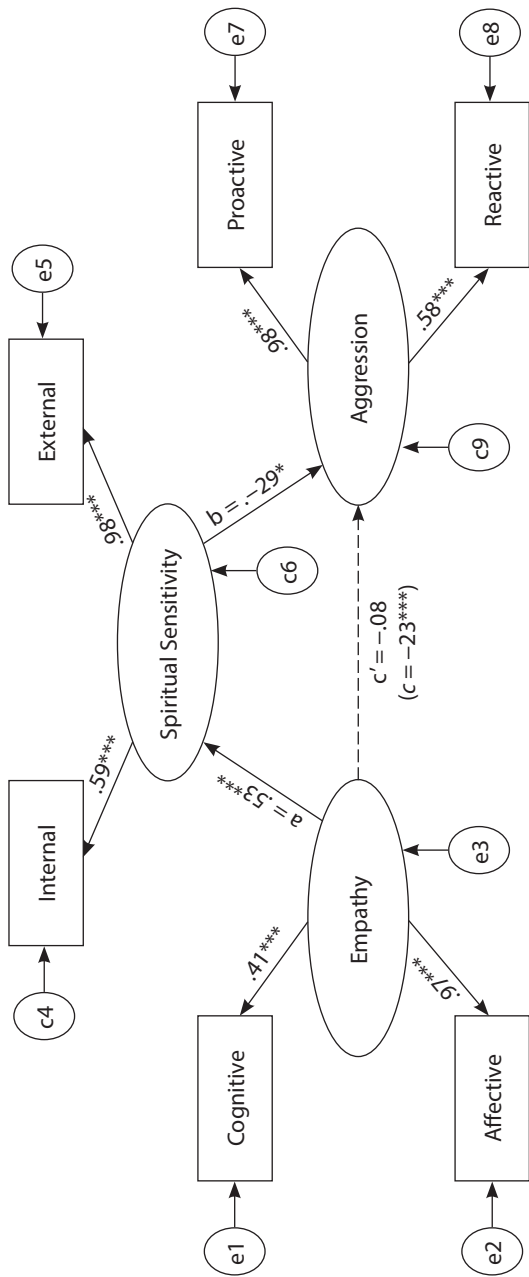 c4
Internal
External
e5
.59***
.98***
Spiritual Sensitivity
e1
Cognitive
a = .53***
c6
b = .−29*
Proactive
e7
.41***
.98***
Empathy
c′ = −.08
(c = −23***)
Aggression
.97***
.58***
e3
c9
e2
Affective
Reactive
e8